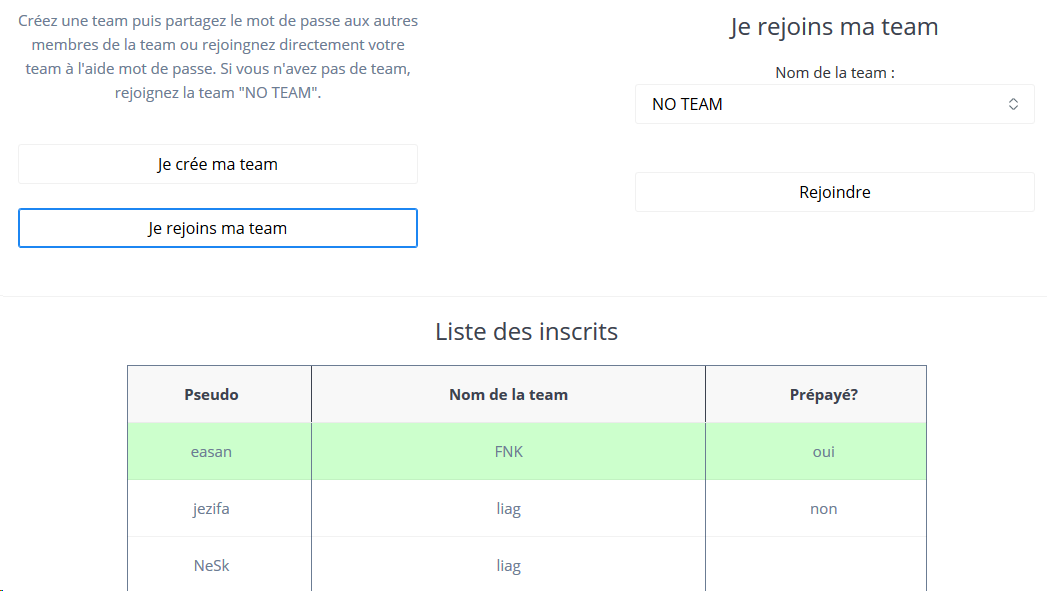 Créez une team puis partagez le mot de passe aux autres
membres de la team ou rejoingnez directement votre
team à l'aide mot de passe. Si vous n'avez pas de team,
rejoignez la team "NO TEAM".
Je crée ma team
Je rejoins ma team
Je rejoins ma team
Nom de la team :
NO TEAM
Rejoindre
Liste des inscrits
Pseudo Nom de la team Prépayé?
easan FNK oui
jezifa liag non
NeSk liag